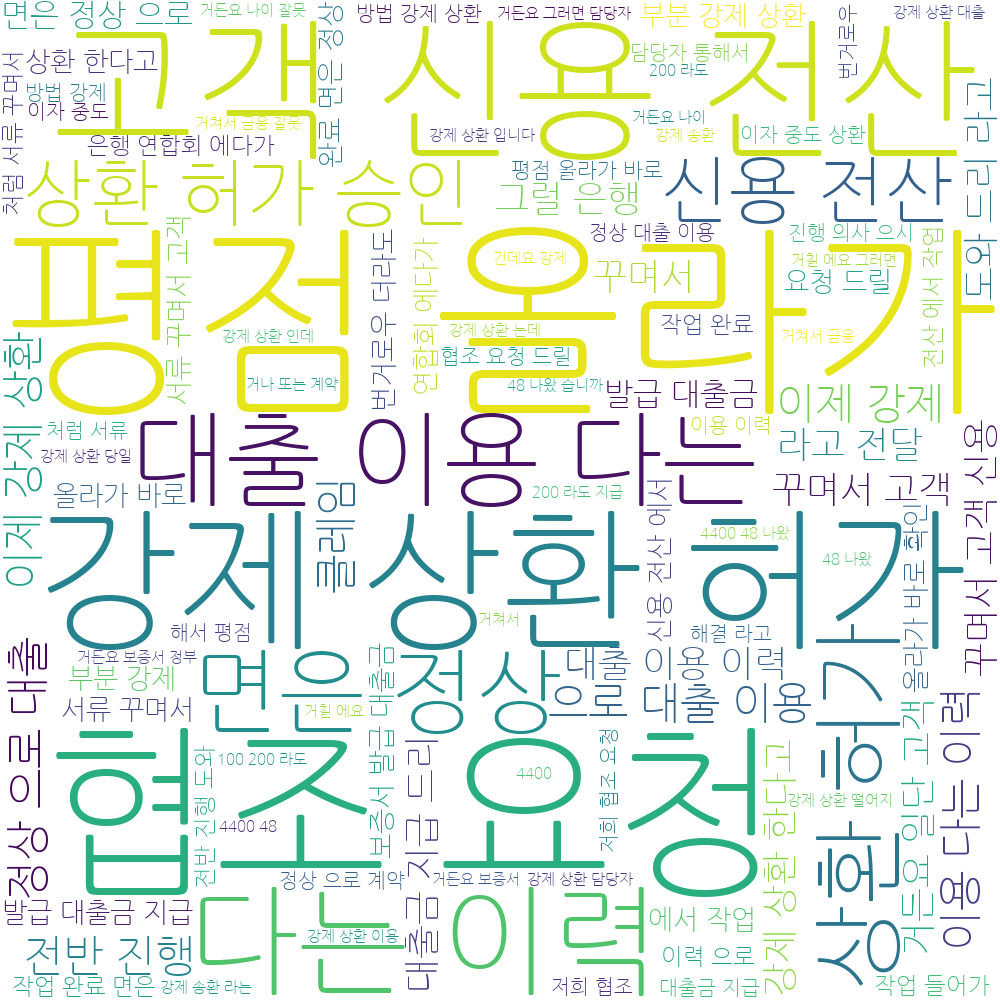 면은 정상 으로
거든요 나이 잘못
방법 강제 상환
거든요 그러면 담당자
부분 강제 상환
강제 상환 대출
고객 신용 전산
상환 한다고
방법 강제
이자 중도
거쳐서 금융 잘못
은행 연합회 에다가
처럼 서류 꾸며서
완료 면은 정상
담당자 통해서
200 라도
번거로우
거든요 나이
강제 상환 입니다
강제 송환
이자 중도 상환
도와 드리 라고
상환 허가 승인
평점 올라가 바로
그럴 은행
신용 전산
정상 대출 이용
진행 의사 으시
평점 올라가
서류 꾸며서 고객
번거로우 더라도
연합회 에다가
건데요 강제
꾸며서
거칠 에요 그러면
요청 드릴
전산 에서 작업
강제 상환 인데
강제 상환 는데
작업 완료
거쳐서 금융
협조 요청 드릴
거나 또는 계약
48 나왔 습니까
발급 대출금
이제 강제
이제 강제 상환
처럼 서류
강제 상환 당일
대출 이용 다는
이용 이력
라고 전달
올라가 바로
클레임
200 라도 지급
꾸며서 고객
꾸며서 고객 신용
강제 상환 허가
4400 48 나왔
48 나왔
신용 전산 에서
올라가 바로 확인
거쳐서
해서 평점
해결 라고
거든요 보증서 정부
부분 강제
서류 꾸며서
면은 정상
거칠 에요
대출 이용 이력
으로 대출 이용
상환 허가
거든요 일단 고객
이용 다는 이력
정상 으로 대출
협조 요청
전반 진행 도와
100 200 라도
보증서 발급 대출금
대출금 지급 드리
4400
저희 협조 요청
강제 상환 한다고
강제 상환 떨어지
4400 48
정상 으로 계약
거든요 보증서
강제 상환 담당자
발급 대출금 지급
다는 이력
에서 작업
전반 진행
강제 상환 이용
이력 으로
작업 완료 면은
강제 송환 라는
저희 협조
대출금 지급
작업 들어가